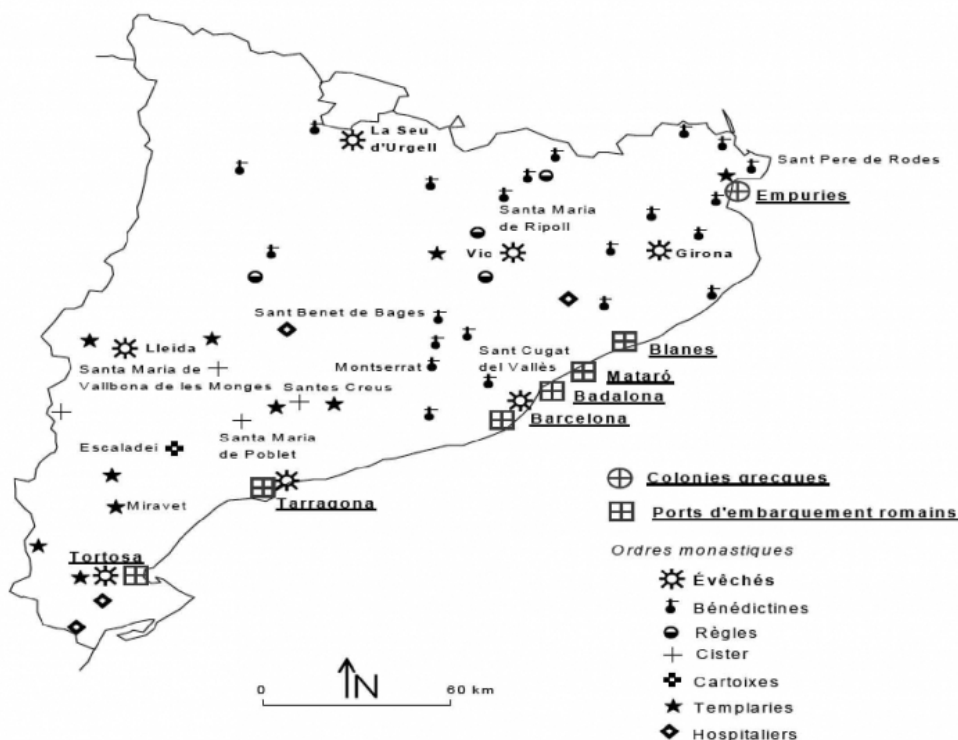 La Seu
d'Urgell
Sant Pere de Rodes
Empuries
Santa Maria
de Ripoll
Vic
Girona
Sant Benet de Bages
Lleida
Santa Maria de
Vallbona de les Monges
Montserrat
Sant Cugat
del Vallès
Blanes
Mataró
Badalona
Barcelona
Santes Creus
Santa Maria
de Poblet
Escaladei
Miravet
Tarragona
Tortosa
Colonies grecques
Ports d'embarquement romains
Ordres monastiques
Évêchés
Bénédictines
Règles
Cister
Cartoixes
Templaries
Hospitaliers
N
0 60 km